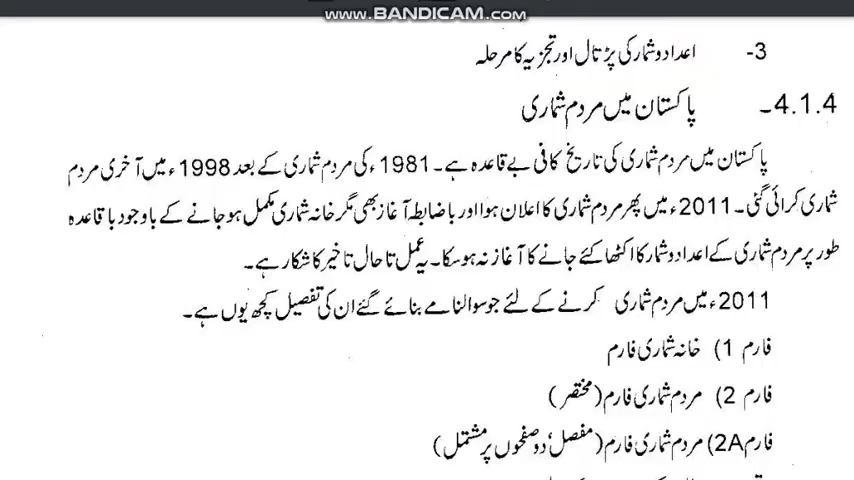 www.BANDICAM.com
3- اعداد و شمار کی پڑتال اور تجزیہ کا مرحلہ
4.1.4۔ پاکستان میں مردم شماری
پاکستان میں مردم شماری کی تاریخ کافی بے قاعدہ ہے۔ 1981ء کی مردم شماری کے بعد 1998ء میں آخری مردم
شماری کرائی گئی۔ 2011ء میں پھر مردم شماری کا اعلان ہوا اور باضابطہ آغاز بھی مگر خانہ شماری مکمل ہو جانے کے باوجود باقاعدہ
طور پر مردم شماری کے اعداد و شمار کا اکٹھا کئے جانے کا آغاز نہ ہو سکا۔ یہ عمل تا حال تاخیر کا شکار ہے۔
2011ء میں مردم شماری کرنے کے لئے جو سوالنامے بنائے گئے ان کی تفصیل کچھ یوں ہے۔
فارم 1) خانہ شماری فارم
فارم 2) مردم شماری فارم (مختصر)
فارم 2A) مردم شماری فارم (مفصل، دو صفحوں پر مشتمل)